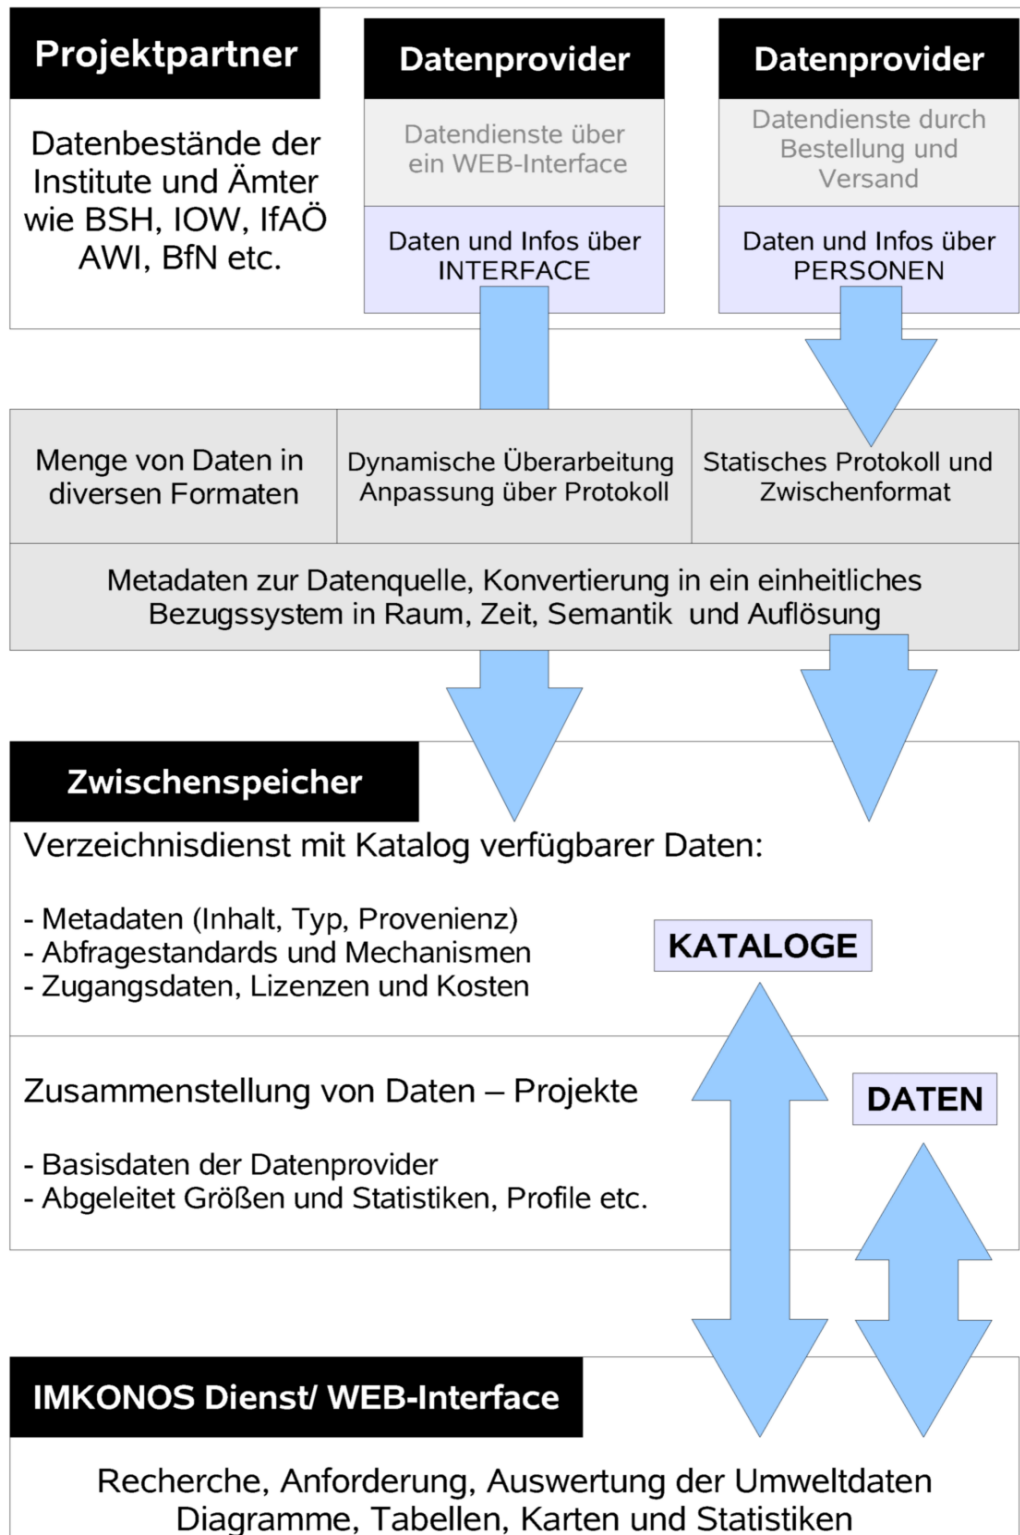 Projektpartner
Datenbestände der
Institute und Ämter
wie BSH, IOW, IfAÖ
AWI, BfN etc.
Datenprovider
Datendienste über
ein WEB-Interface
Daten und Infos über
INTERFACE
Datenprovider
Datendienste durch
Bestellung und
Versand
Daten und Infos über
PERSONEN
Menge von Daten in
diversen Formaten
Dynamische Überarbeitung
Anpassung über Protokoll
Statisches Protokoll und
Zwischenformat
Metadaten zur Datenquelle, Konvertierung in ein einheitliches
Bezugssystem in Raum, Zeit, Semantik und Auflösung
Zwischenspeicher
Verzeichnisdienst mit Katalog verfügbarer Daten:
- Metadaten (Inhalt, Typ, Provenienz)
- Abfragestandards und Mechanismen
- Zugangsdaten, Lizenzen und Kosten
KATALOGE
Zusammenstellung von Daten – Projekte
- Basisdaten der Datenprovider
- Abgeleitet Größen und Statistiken, Profile etc.
DATEN
IMKONOS Dienst/ WEB-Interface
Recherche, Anforderung, Auswertung der Umweltdaten
Diagramme, Tabellen, Karten und Statistiken